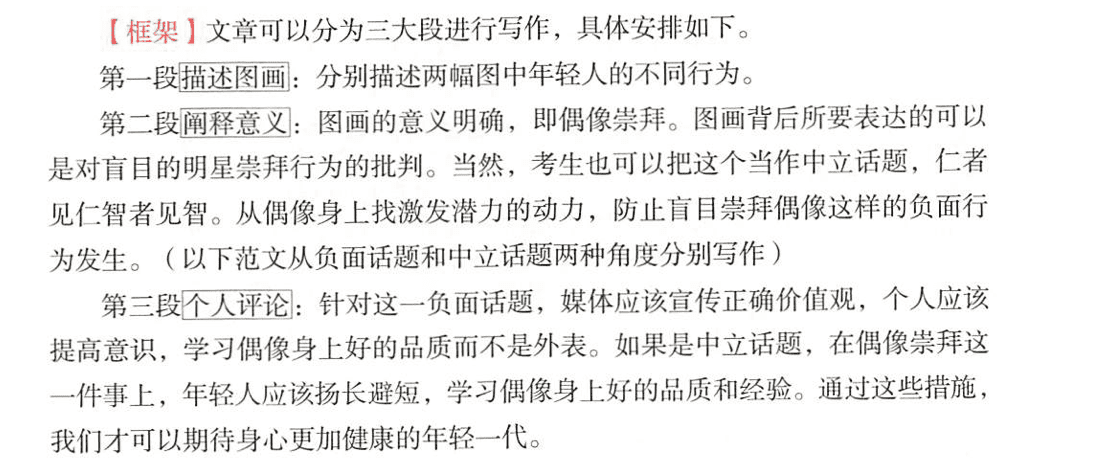 【框架】文章可以分为三大段进行写作，具体安排如下。
第一段描述图画：分别描述两幅图中年轻人的不同行为。
第二段阐释意义：图画的意义明确，即偶像崇拜。图画背后所要表达的可以
是对盲目的明星崇拜行为的批判。当然，考生也可以把这个当作中立话题，仁者
见仁智者见智。从偶像身上找激发潜力的动力，防止盲目崇拜偶像这样的负面行
为发生。（以下范文从负面话题和中立话题两种角度分别写作）
第三段个人评论：针对这一负面话题，媒体应该宣传正确价值观，个人应该
提高意识，学习偶像身上好的品质而不是外表。如果是中立话题，在偶像崇拜这
一件事上，年轻人应该扬长避短，学习偶像身上好的品质和经验。通过这些措施，
我们才可以期待身心更加健康的年轻一代。